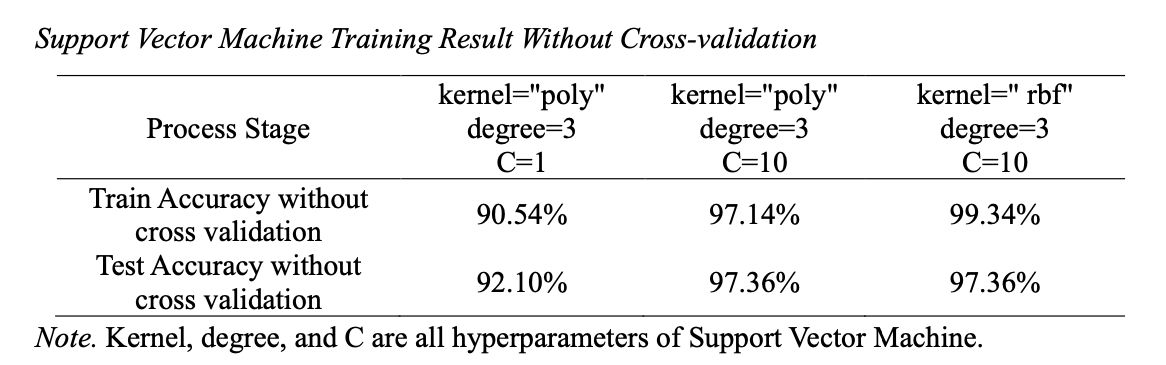 Support Vector Machine Training Result Without Cross-validation
Process Stage
kernel="poly"
degree=3
C=1
kernel="poly"
degree=3
C=10
kernel=" rbf"
degree=3
C=10
Train Accuracy without
cross validation
90.54%
97.14%
99.34%
Test Accuracy without
cross validation
92.10%
97.36%
97.36%
Note. Kernel, degree, and C are all hyperparameters of Support Vector Machine.